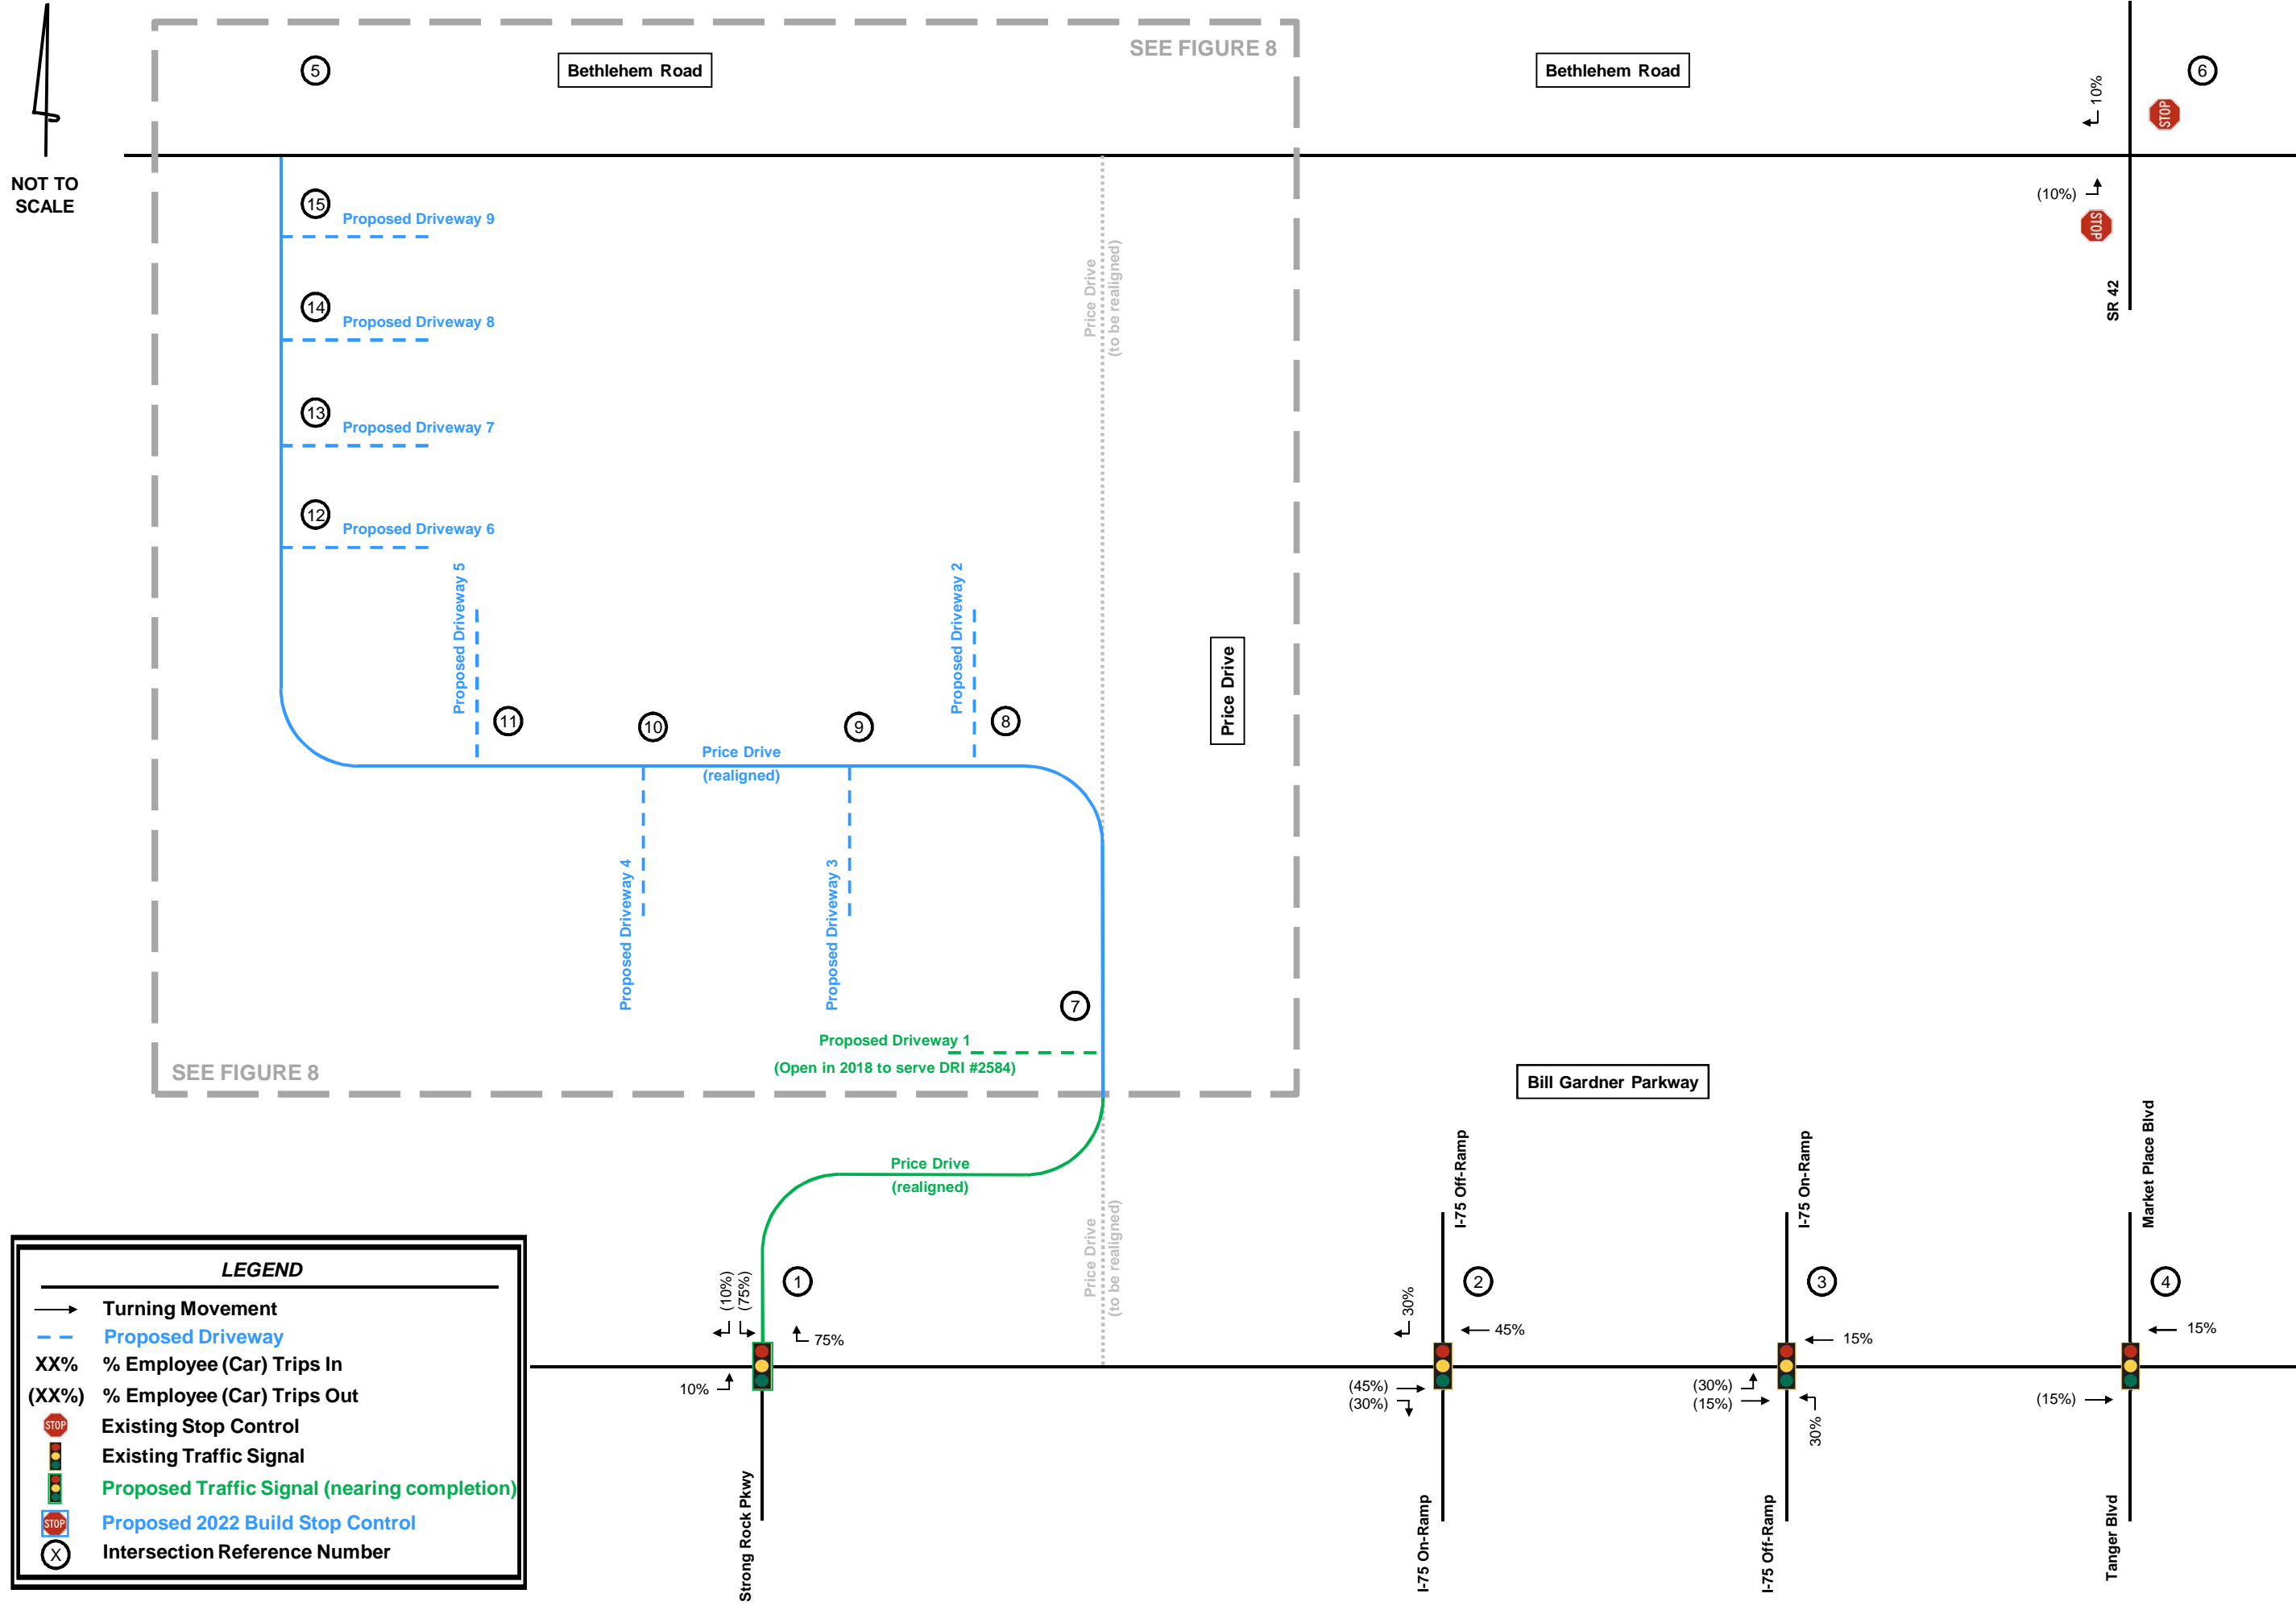 SEE FIGURE 8
5
Bethlehem Road
Bethlehem Road
6
10%
STOP
NOT TO
SCALE
(10%)
STOP
SR 42
15
Proposed Driveway 9
14
Proposed Driveway 8
13
Proposed Driveway 7
12
Proposed Driveway 6
Price Drive
(to be realigned)
Proposed Driveway 5
11
10
9
Proposed Driveway 2
8
Price Drive
Price Drive
(realigned)
Proposed Driveway 4
Proposed Driveway 3
7
Proposed Driveway 1
(Open in 2018 to serve DRI #2584)
SEE FIGURE 8
Bill Gardner Parkway
Price Drive
(realigned)
Price Drive
(to be realigned)
(10%)
(75%)
1
75%
10%
Strong Rock Pkwy
I-75 Off-Ramp
2
30%
45%
(45%)
(30%)
I-75 On-Ramp
I-75 On-Ramp
3
15%
(30%)
(15%)
30%
I-75 Off-Ramp
Market Place Blvd
4
15%
(15%)
Tanger Blvd
LEGEND
Turning Movement
Proposed Driveway
XX% % Employee (Car) Trips In
(XX%) % Employee (Car) Trips Out
STOP Existing Stop Control
Existing Traffic Signal
Proposed Traffic Signal (nearing completion)
STOP Proposed 2022 Build Stop Control
X Intersection Reference Number